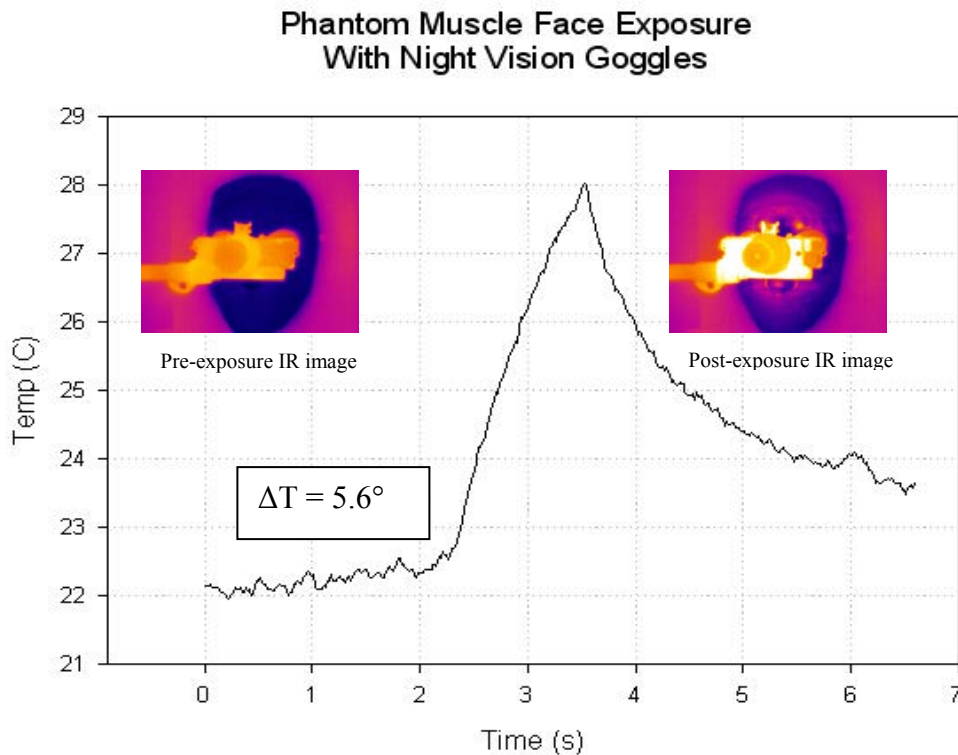 Phantom Muscle Face Exposure
With Night Vision Goggles
29
28
27
26
25
24
23
22
21
Temp (C)
Pre-exposure IR image
Post-exposure IR image
ΔT = 5.6°
0 1 2 3 4 5 6 7
Time (s)